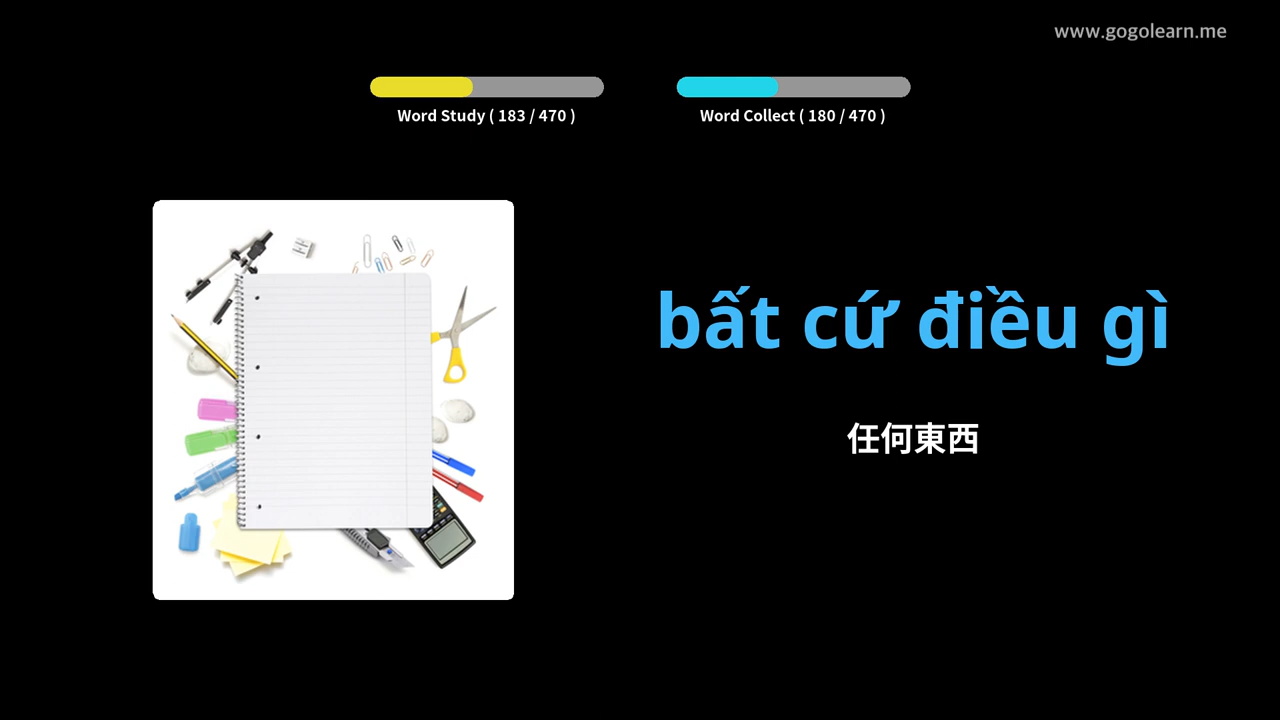 www.gogolearn.me
Word Study ( 183 / 470 )
Word Collect ( 180 / 470 )
bất cứ điều gì
任何東西